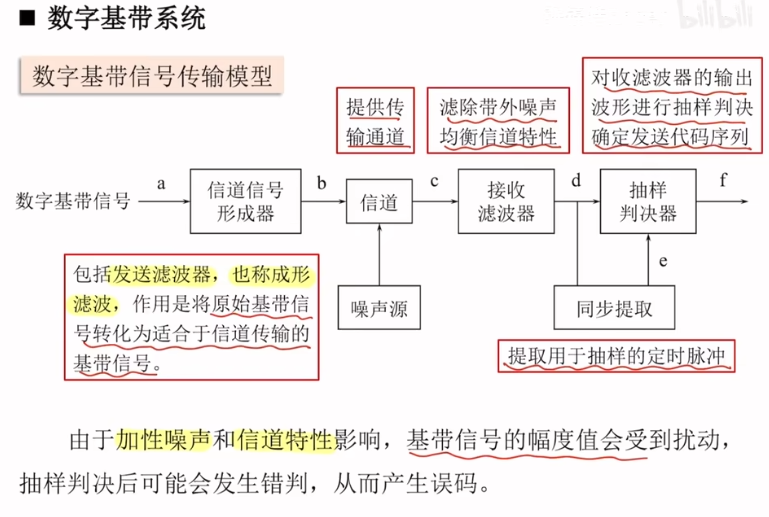 ■ 数字基带系统
bilibili
数字基带信号传输模型
提供传
输通道
滤除带外噪声
均衡信道特性
对收滤波器的输出
波形进行抽样判决
确定发送代码序列
数字基带信号
a
信道信号
形成器
b
信道
c
接收
滤波器
d
抽样
判决器
f
e
噪声源
同步提取
包括发送滤波器，也称成形
滤波，作用是将原始基带信
号转化为适合于信道传输的
基带信号。
提取用于抽样的定时脉冲
由于加性噪声和信道特性影响，基带信号的幅度值会受到扰动，
抽样判决后可能会发生错判，从而产生误码。